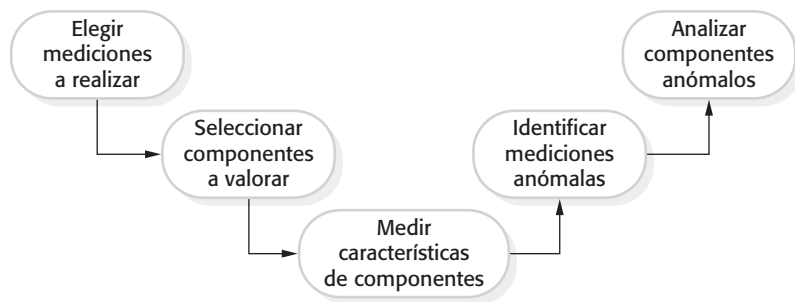 Elegir
mediciones
a realizar
Seleccionar
componentes
a valorar
Medir
características
de componentes
Identificar
mediciones
anómalas
Analizar
componentes
anómalos